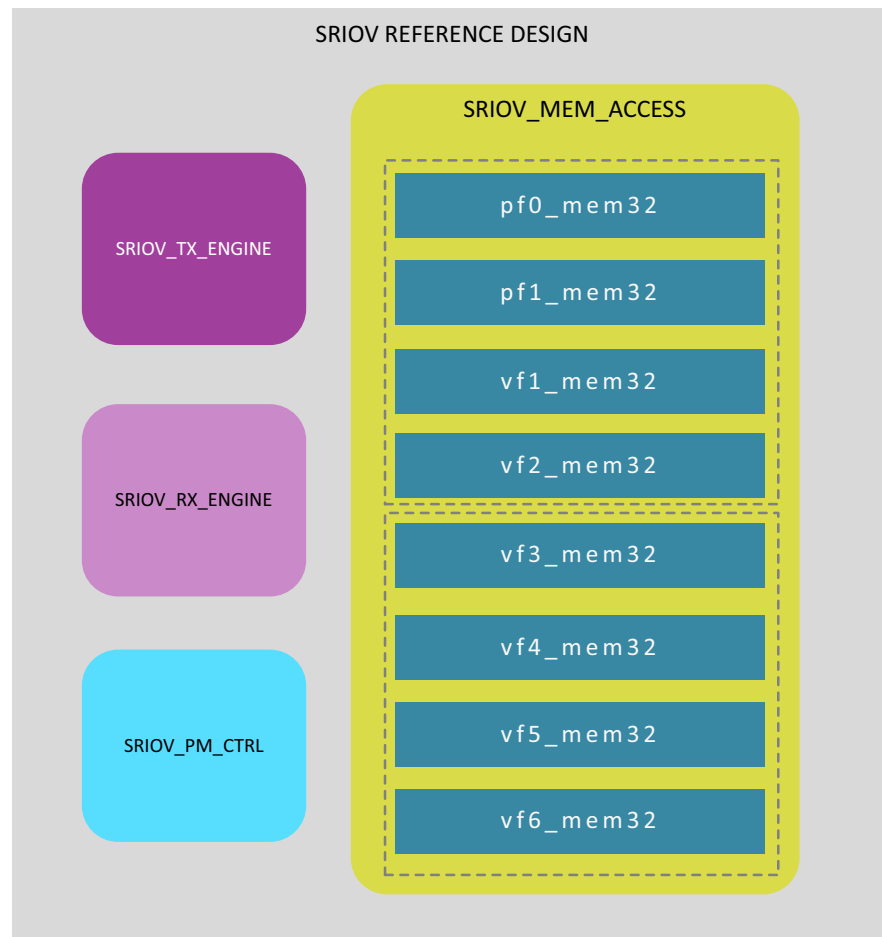 SRIOV REFERENCE DESIGN
SRIOV_MEM_ACCESS
SRIOV_TX_ENGINE
SRIOV_RX_ENGINE
SRIOV_PM_CTRL
pf0_mem32
pf1_mem32
vf1_mem32
vf2_mem32
vf3_mem32
vf4_mem32
vf5_mem32
vf6_mem32